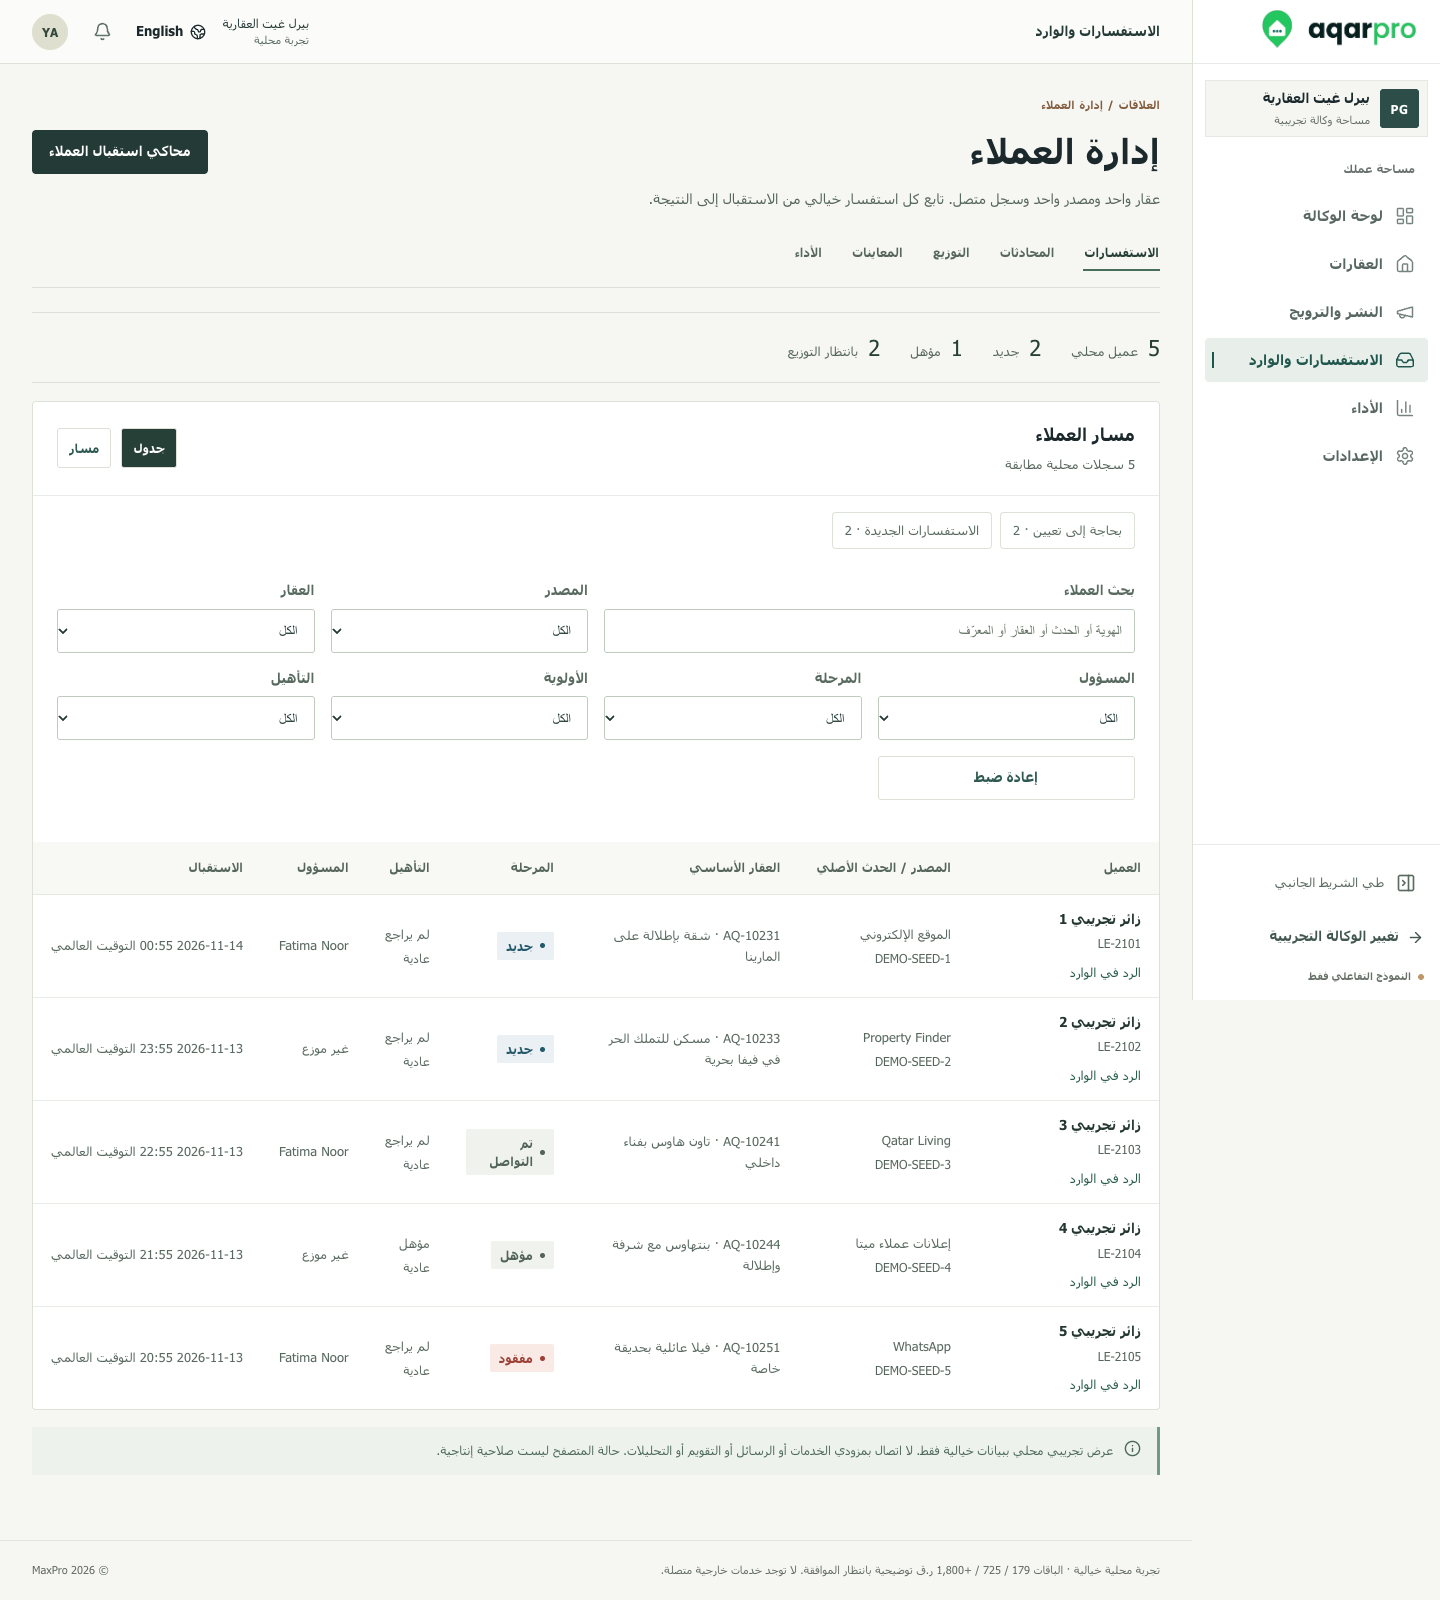 aqarpro
PG
بيرل غيت العقارية
مساحة وكالة تجريبية
مساحة عملك
لوحة الوكالة
العقارات
النشر والترويج
الاستفسارات والوارد
الأداء
الإعدادات
طي الشريط الجانبي
تغيير الوكالة التجريبية
النموذج التفاعلي فقط
الاستفسارات والوارد
بيرل غيت العقارية
تجربة محلية
English
YA
العلاقات / إدارة العملاء
إدارة العملاء
محاكي استقبال العملاء
عقار واحد ومصدر واحد وسجل متصل. تابع كل استفسار خيالي من الاستقبال إلى النتيجة.
الاستفسارات المحادثات التوزيع المعاينات الأداء
5 عميل محلي 2 جديد 1 مؤهل 2 بانتظار التوزيع
مسار العملاء
5 سجلات محلية مطابقة
جدول مسار
بحاجة إلى تعيين · 2 الاستفسارات الجديدة · 2
بحث العملاء المصدر العقار
الهوية أو الحدث أو العقار أو المعرّف الكل الكل
المسؤول المرحلة الأولوية التأهيل
الكل الكل الكل الكل
إعادة ضبط
العميل المصدر / الحدث الأصلي العقار الأساسي المرحلة التأهيل المسؤول الاستقبال
زائر تجريبي 1
LE-2101
الرد في الوارد
الموقع الإلكتروني
DEMO-SEED-1
AQ-10231 · شقة بإطلالة على
المارينا
جديد
لم يراجع
عادية
Fatima Noor
2026-11-14 00:55 التوقيت العالمي
زائر تجريبي 2
LE-2102
الرد في الوارد
Property Finder
DEMO-SEED-2
AQ-10233 · مسكن للتملك الحر
في فيفا بحرية
جديد
لم يراجع
عادية
غير موزع
2026-11-13 23:55 التوقيت العالمي
زائر تجريبي 3
LE-2103
الرد في الوارد
Qatar Living
DEMO-SEED-3
AQ-10241 · تاون هاوس بفناء
داخلي
تم
التواصل
لم يراجع
عادية
Fatima Noor
2026-11-13 22:55 التوقيت العالمي
زائر تجريبي 4
LE-2104
الرد في الوارد
إعلانات عملاء ميتا
DEMO-SEED-4
AQ-10244 · بنتهاوس مع شرفة
وإطلالة
مؤهل
مؤهل
عادية
غير موزع
2026-11-13 21:55 التوقيت العالمي
زائر تجريبي 5
LE-2105
الرد في الوارد
WhatsApp
DEMO-SEED-5
AQ-10251 · فيلا عائلية بحديقة
خاصة
مفقود
لم يراجع
عادية
Fatima Noor
2026-11-13 20:55 التوقيت العالمي
عرض تجريبي محلي ببيانات خيالية فقط. لا اتصال بمزودي الخدمات أو الرسائل أو التقويم أو التحليلات. حالة المتصفح ليست صلاحية إنتاجية.
تجربة محلية خيالية · الباقات 179 / 725 / +1,800 ر.ق توضيحية بانتظار الموافقة. لا توجد خدمات خارجية متصلة.
© 2026 MaxPro